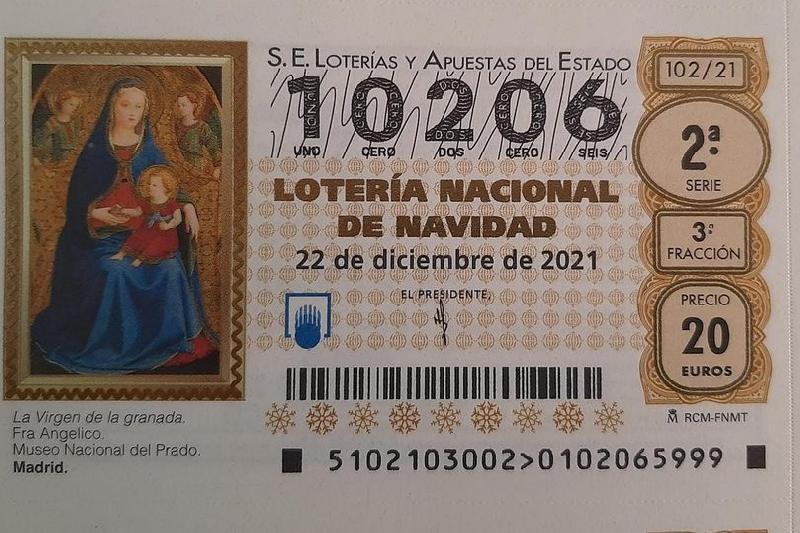 S.E. LOTERÍAS Y APUESTAS DEL ESTADO
10206
UNO CERO DOS CERO SEIS
LOTERÍA NACIONAL
DE NAVIDAD
22 de diciembre de 2021
EL PRESIDENTE,
102/21
2ª
SERIE
3ª
FRACCIÓN
PRECIO
20
EUROS
RCM-FNMT
La Virgen de la granada.
Fra Angelico.
Museo Nacional del Prado.
Madrid.
5102103002>0102065999